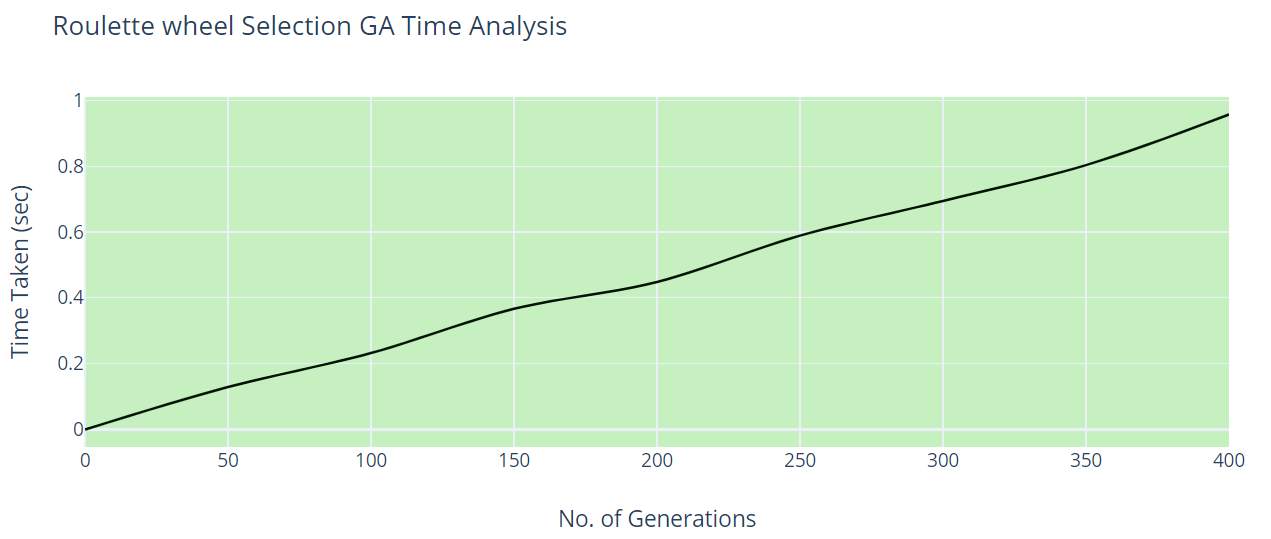 Roulette wheel Selection GA Time Analysis
1
0.8
0.6
0.4
0.2
0
Time Taken (sec)
0 50 100 150 200 250 300 350 400
No. of Generations